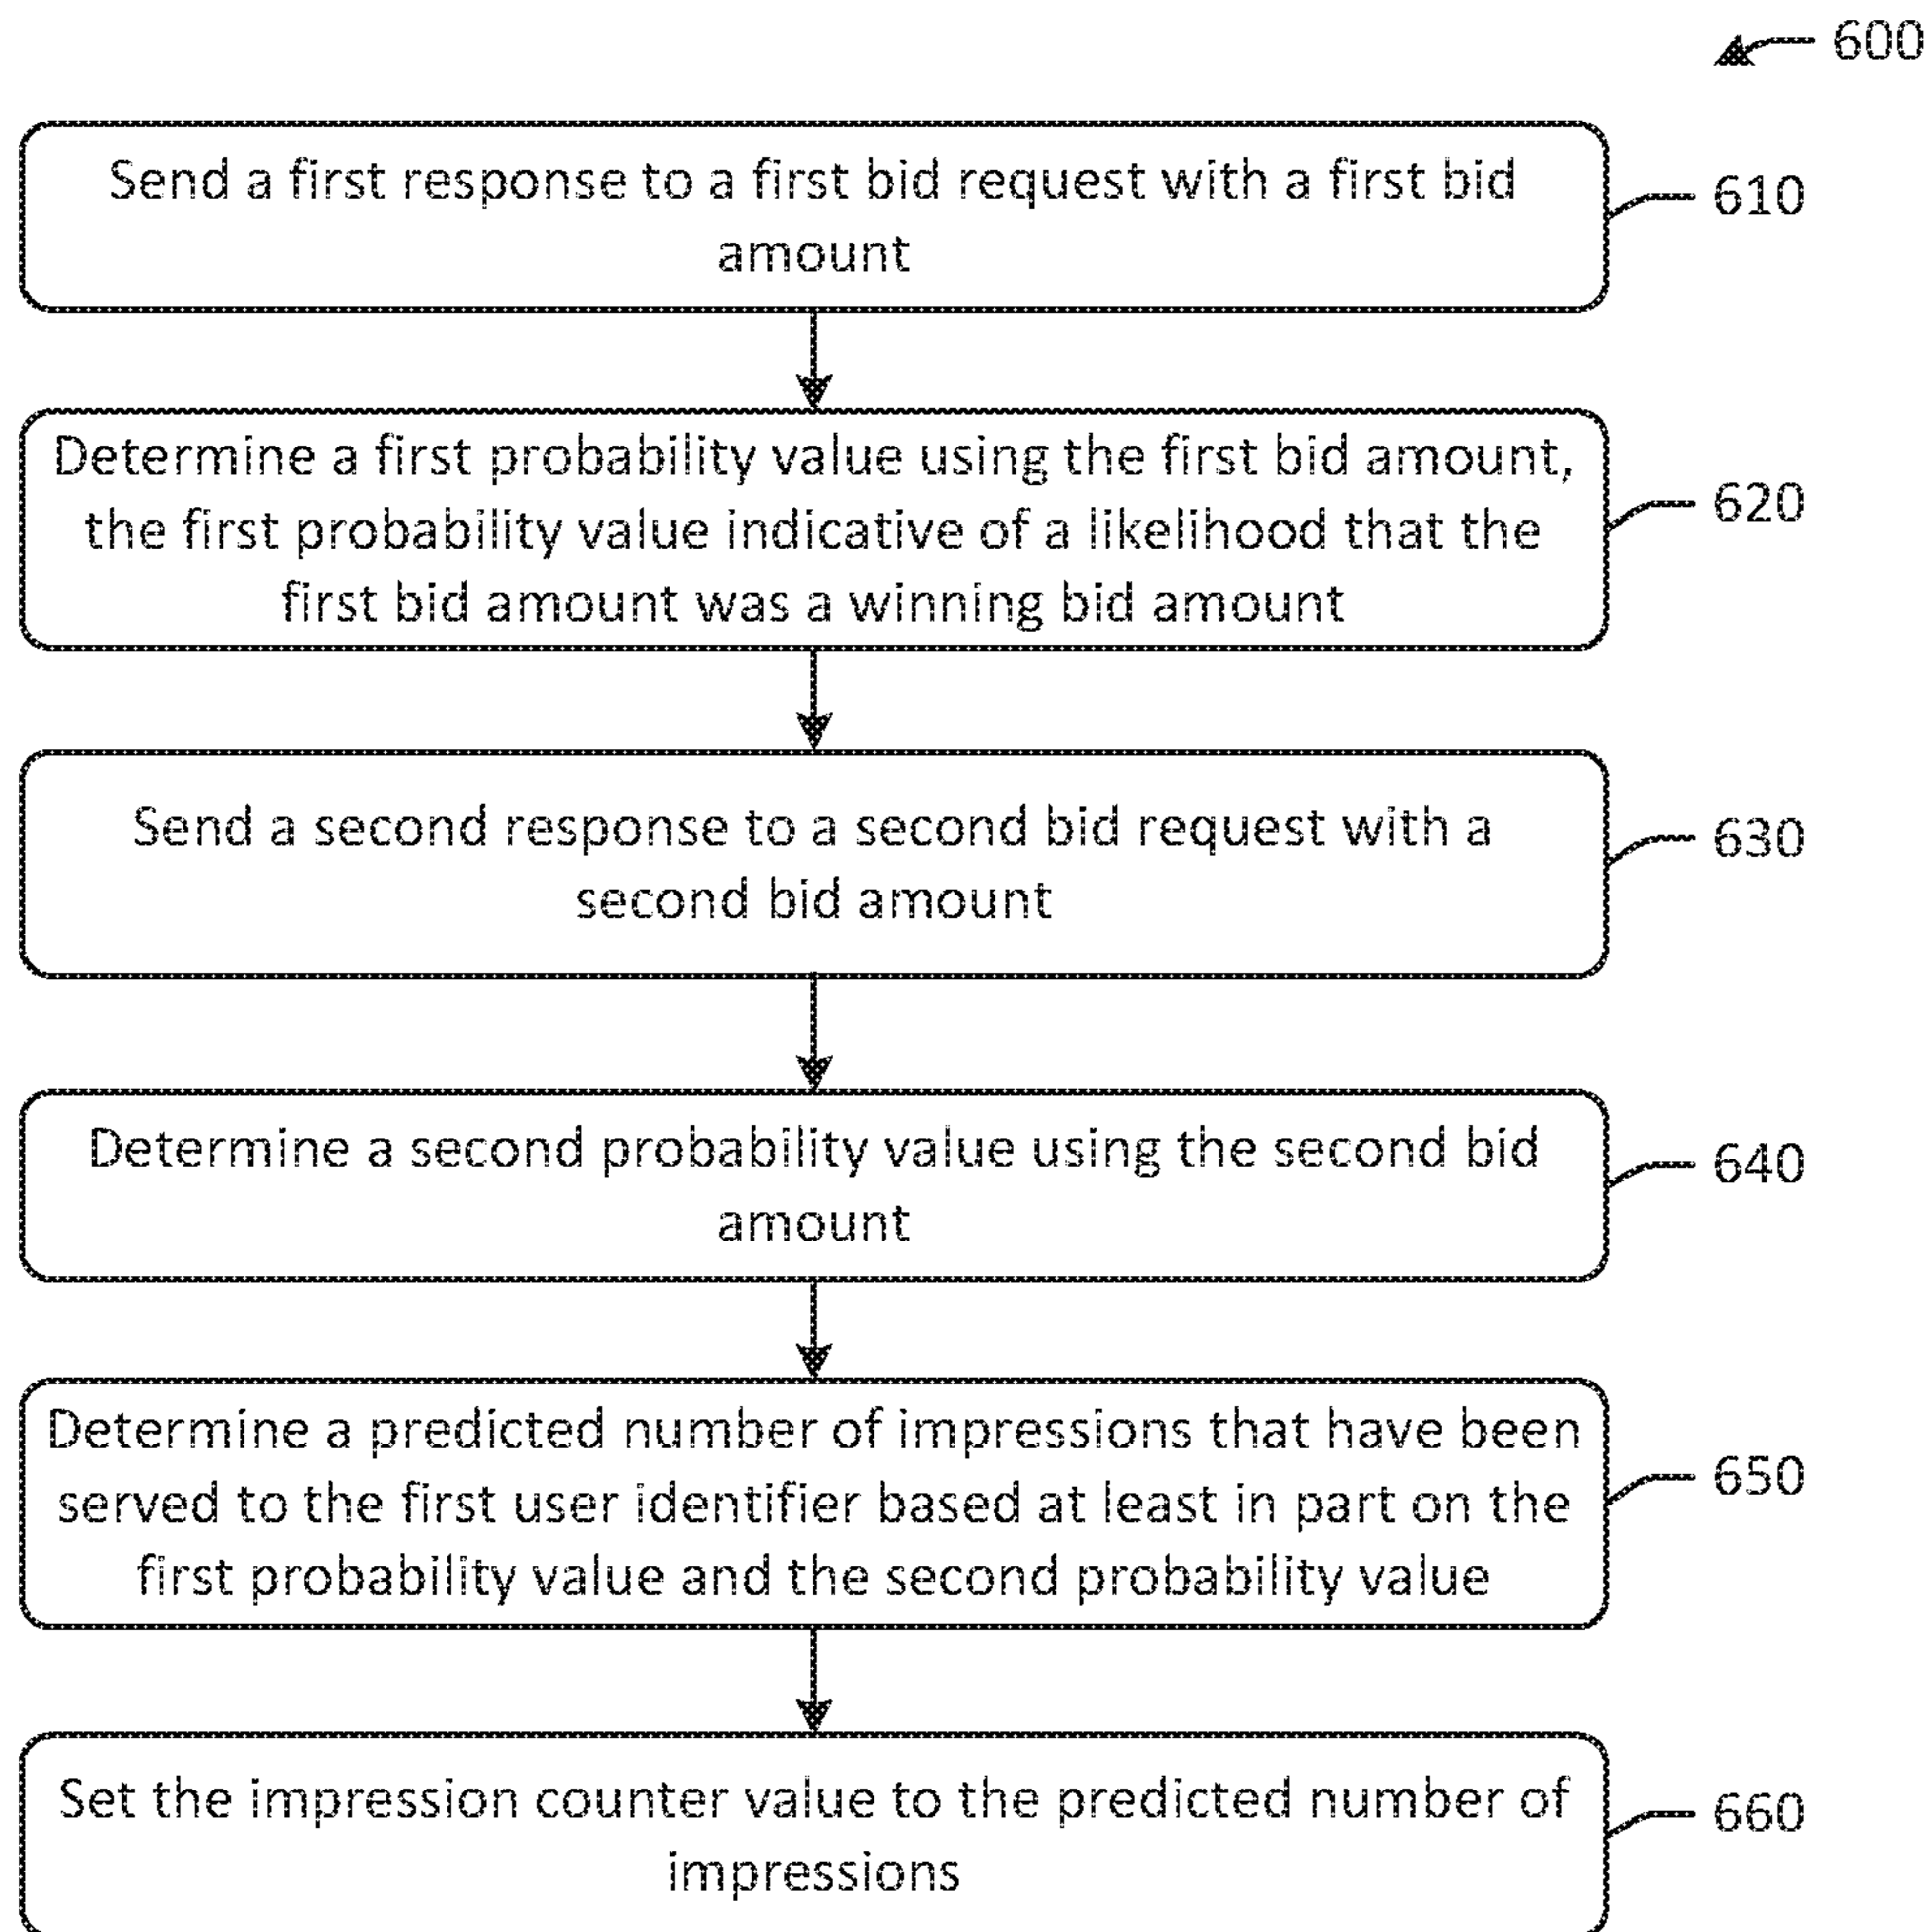 600
Send a first response to a first bid request with a first bid
amount
610
Determine a first probability value using the first bid amount,
the first probability value indicative of a likelihood that the
first bid amount was a winning bid amount
620
Send a second response to a second bid request with a
second bid amount
630
Determine a second probability value using the second bid
amount
640
Determine a predicted number of impressions that have been
served to the first user identifier based at least in part on the
first probability value and the second probability value
650
Set the impression counter value to the predicted number of
impressions
660